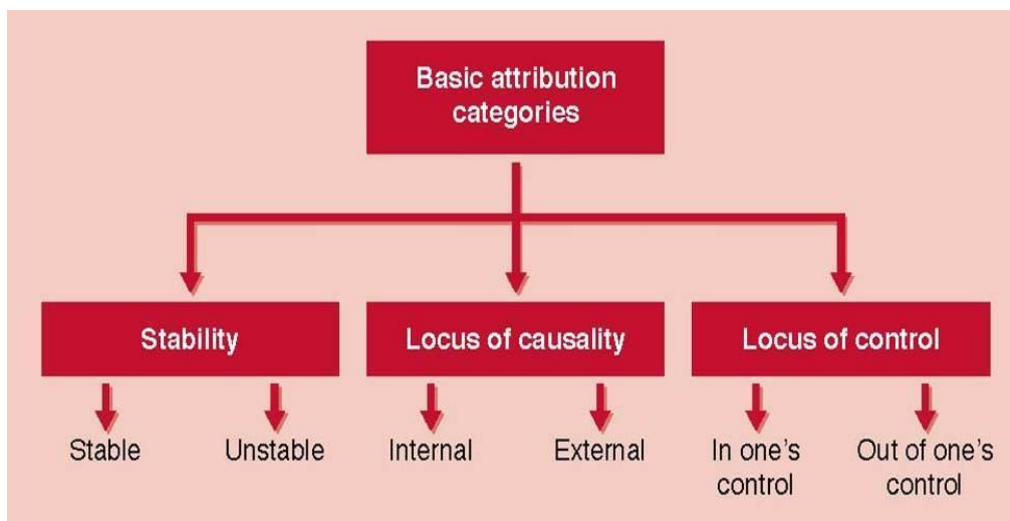 Basic attribution
categories
Stability
Locus of causality
Locus of control
Stable
Unstable
Internal
External
In one's
control
Out of one's
control